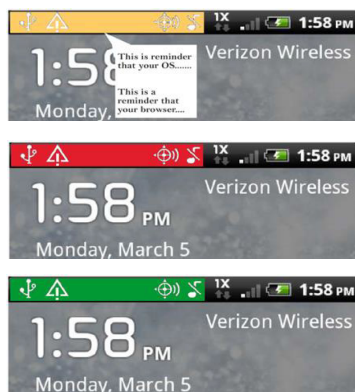 1X 1:58 PM
Verizon Wireless
1:58
This is reminder
that your OS.......
This is a
reminder that
your browser....
Monday,
1X 1:58 PM
Verizon Wireless
1:58 PM
Monday, March 5
1X 1:58 PM
Verizon Wireless
1:58 PM
Monday, March 5